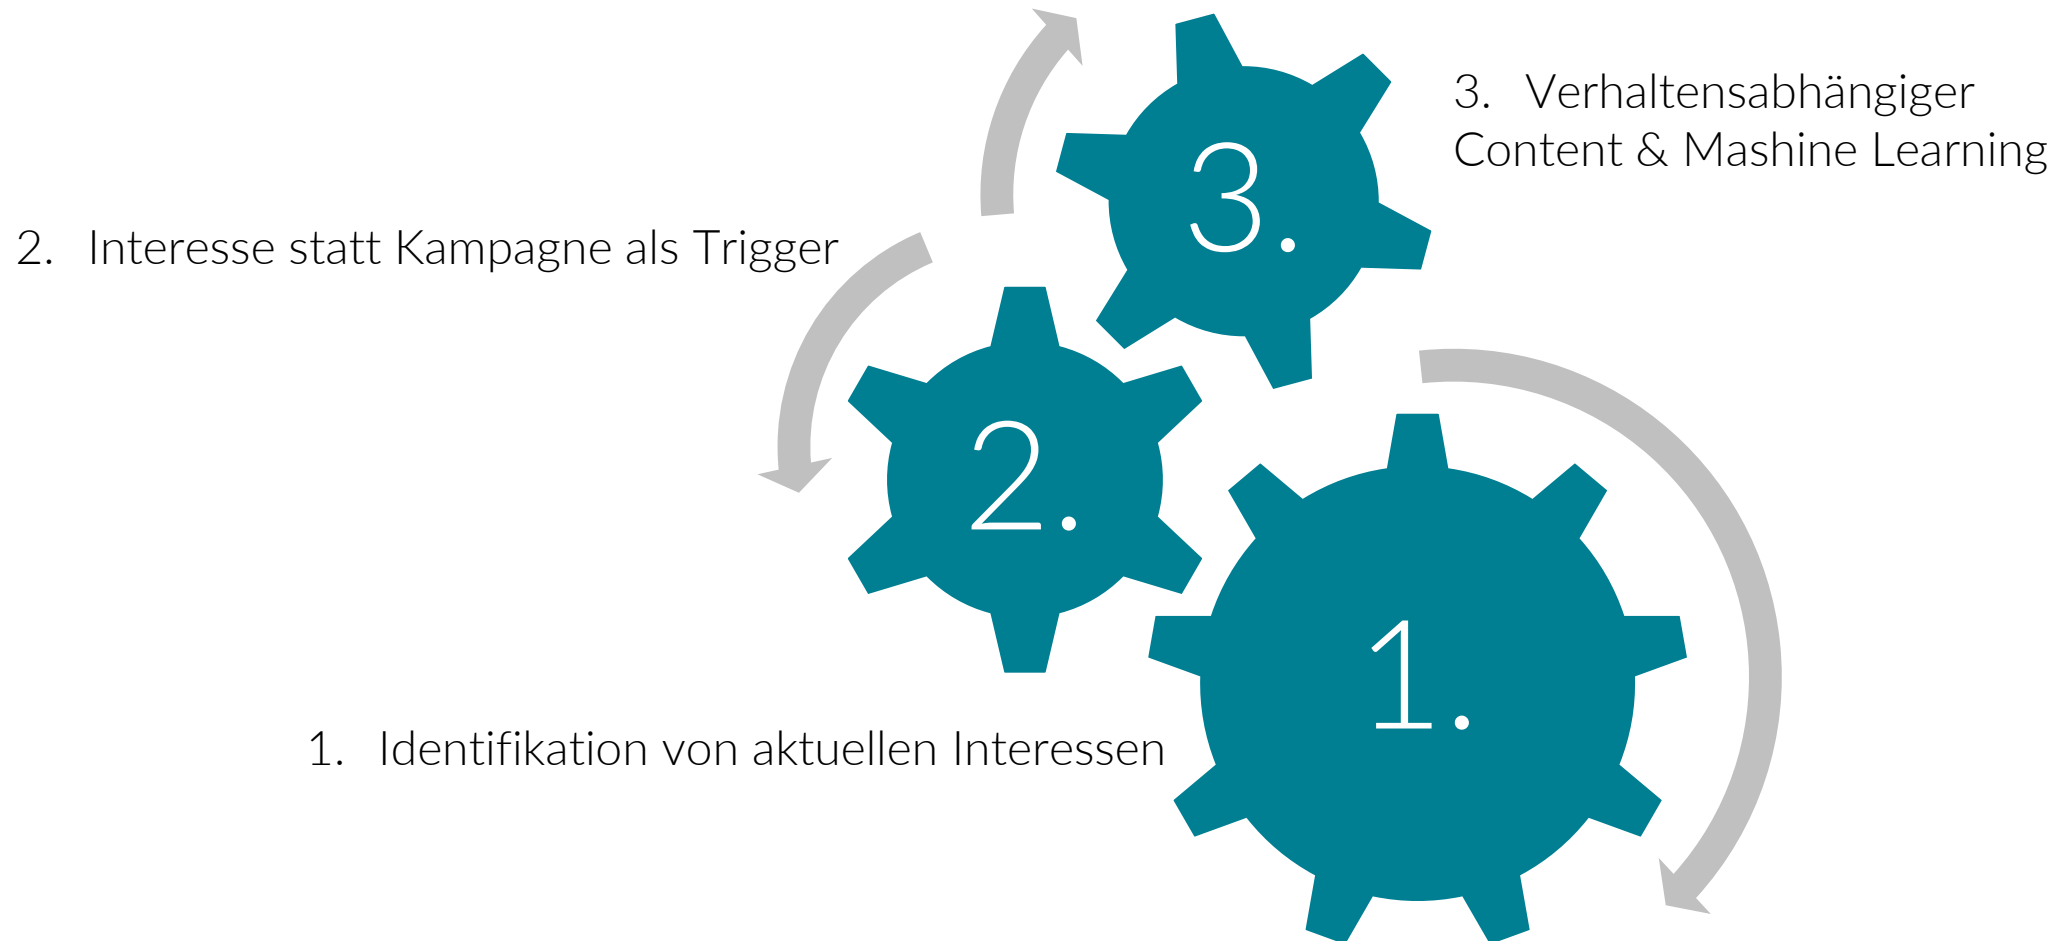 3. Verhaltensabhängiger
Content & Mashine Learning
3.
2. Interesse statt Kampagne als Trigger
2.
1. Identifikation von aktuellen Interessen
1.